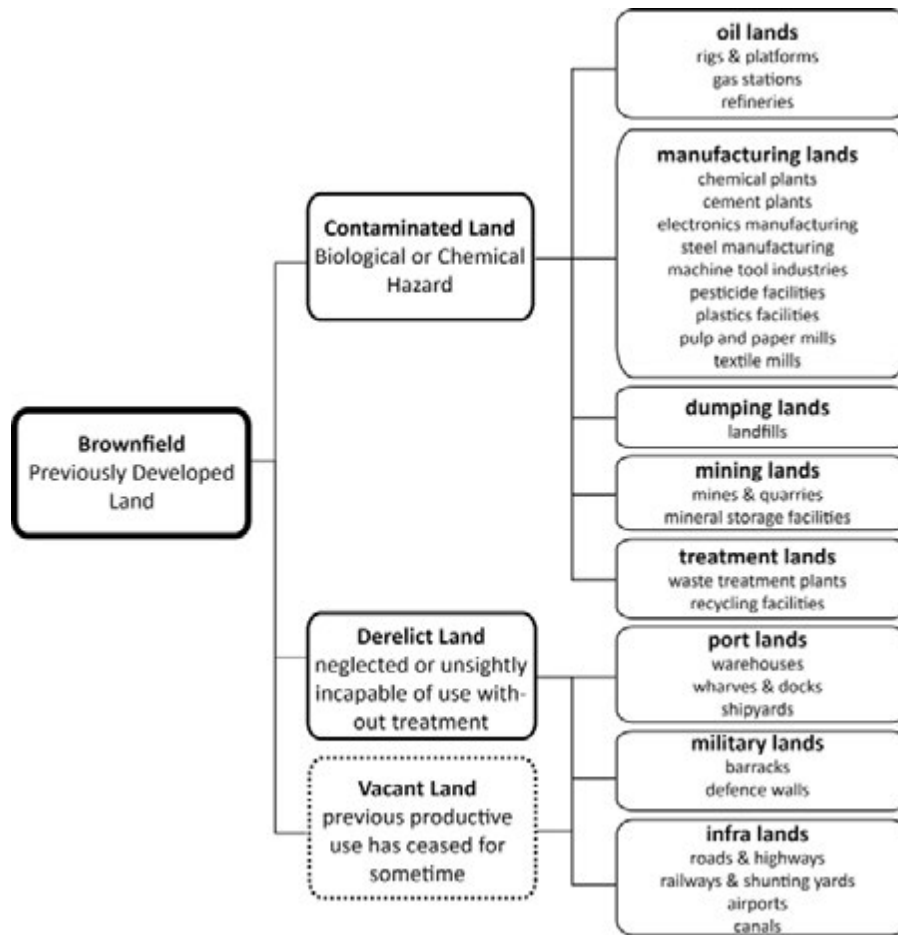 Brownfield
Previously Developed
Land
Contaminated Land
Biological or Chemical
Hazard
Derelict Land
neglected or unsightly
incapable of use with-
out treatment
Vacant Land
previous productive
use has ceased for
sometime
oil lands
rigs & platforms
gas stations
refineries
manufacturing lands
chemical plants
cement plants
electronics manufacturing
steel manufacturing
machine tool industries
pesticide facilities
plastics facilities
pulp and paper mills
textile mills
dumping lands
landfills
mining lands
mines & quarries
mineral storage facilities
treatment lands
waste treatment plants
recycling facilities
port lands
warehouses
wharves & docks
shipyards
military lands
barracks
defence walls
infra lands
roads & highways
railways & shunting yards
airports
canals